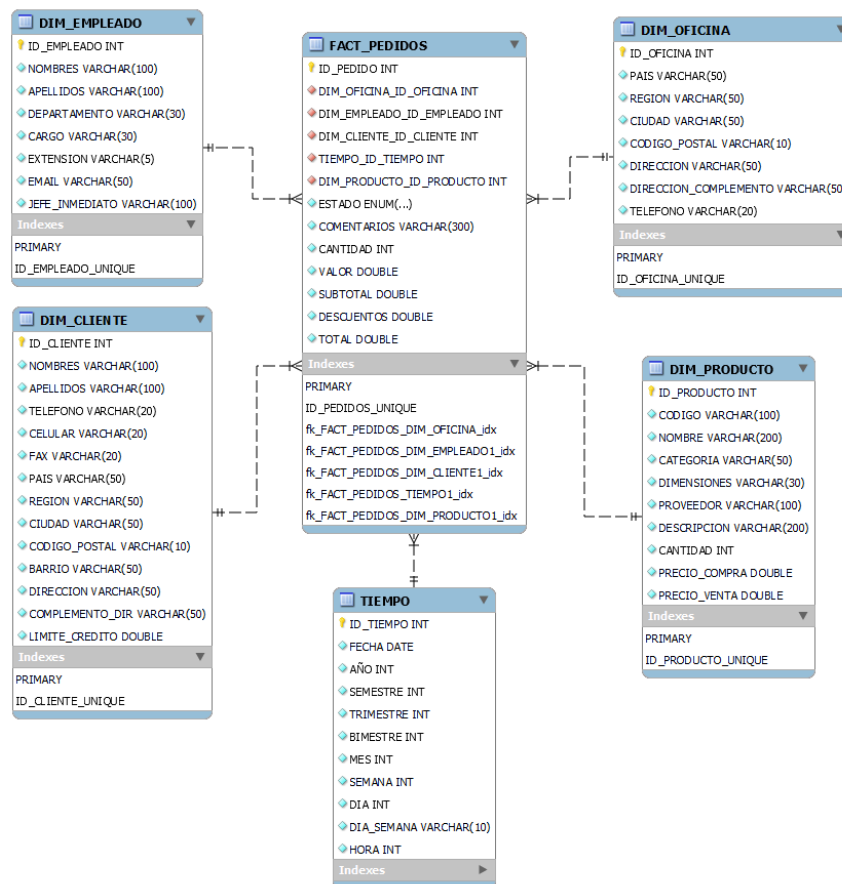 DIM_EMPLEADO
ID_EMPLEADO INT
NOMBRES VARCHAR(100)
APELLIDOS VARCHAR(100)
DEPARTAMENTO VARCHAR(30)
CARGO VARCHAR(30)
EXTENSION VARCHAR(5)
EMAIL VARCHAR(50)
JEFE_INMEDIATO VARCHAR(100)
Indexes
PRIMARY
ID_EMPLEADO_UNIQUE
FACT_PEDIDOS
ID_PEDIDO INT
DIM_OFICINA_ID_OFICINA INT
DIM_EMPLEADO_ID_EMPLEADO INT
DIM_CLIENTE_ID_CLIENTE INT
TIEMPO_ID_TIEMPO INT
DIM_PRODUCTO_ID_PRODUCTO INT
ESTADO ENUM(...)
COMENTARIOS VARCHAR(300)
CANTIDAD INT
VALOR DOUBLE
SUBTOTAL DOUBLE
DESCUENTOS DOUBLE
TOTAL DOUBLE
Indexes
PRIMARY
ID_PEDIDOS_UNIQUE
fk_FACT_PEDIDOS_DIM_OFICINA_idx
fk_FACT_PEDIDOS_DIM_EMPLEADO1_idx
fk_FACT_PEDIDOS_DIM_CLIENTE1_idx
fk_FACT_PEDIDOS_TIEMPO1_idx
fk_FACT_PEDIDOS_DIM_PRODUCTO1_idx
DIM_OFICINA
ID_OFICINA INT
PAIS VARCHAR(50)
REGION VARCHAR(50)
CIUDAD VARCHAR(50)
CODIGO_POSTAL VARCHAR(10)
DIRECCION VARCHAR(50)
DIRECCION_COMPLEMENTO VARCHAR(50
TELEFONO VARCHAR(20)
Indexes
PRIMARY
ID_OFICINA_UNIQUE
DIM_CLIENTE
ID_CLIENTE INT
NOMBRES VARCHAR(100)
APELLIDOS VARCHAR(100)
TELEFONO VARCHAR(20)
CELULAR VARCHAR(20)
FAX VARCHAR(20)
PAIS VARCHAR(50)
REGION VARCHAR(50)
CIUDAD VARCHAR(50)
CODIGO_POSTAL VARCHAR(10)
BARRIO VARCHAR(50)
DIRECCION VARCHAR(50)
COMPLEMENTO_DIR VARCHAR(50)
LIMITE_CREDITO DOUBLE
Indexes
PRIMARY
ID_CLIENTE_UNIQUE
DIM_PRODUCTO
ID_PRODUCTO INT
CODIGO VARCHAR(100)
NOMBRE VARCHAR(200)
CATEGORIA VARCHAR(50)
DIMENSIONES VARCHAR(30)
PROVEEDOR VARCHAR(100)
DESCRIPCION VARCHAR(200)
CANTIDAD INT
PRECIO_COMPRA DOUBLE
PRECIO_VENTA DOUBLE
Indexes
PRIMARY
ID_PRODUCTO_UNIQUE
TIEMPO
ID_TIEMPO INT
FECHA DATE
AÑO INT
SEMESTRE INT
TRIMESTRE INT
BIMESTRE INT
MES INT
SEMANA INT
DIA INT
DIA_SEMANA VARCHAR(10)
HORA INT
Indexes